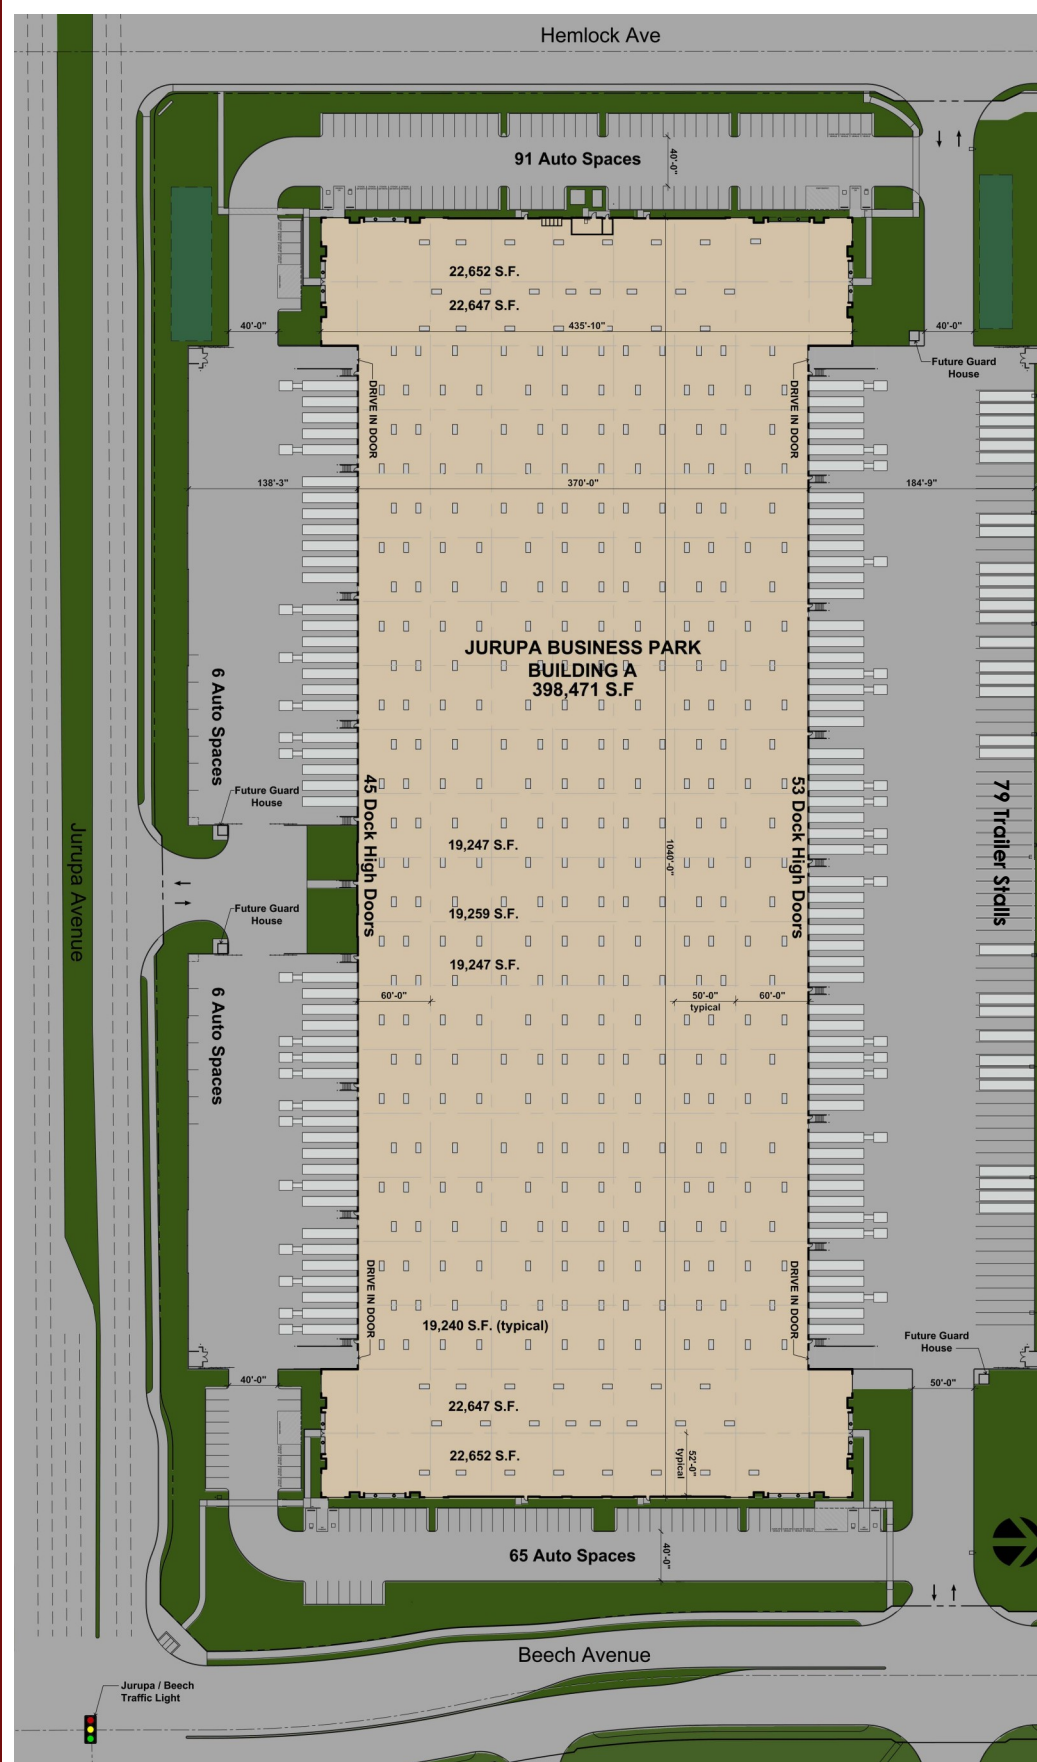 Hemlock Ave
91 Auto Spaces
40'-0"
22,652 S.F.
22,647 S.F.
40'-0"
435'-10"
40'-0"
Future Guard
House
DRIVE IN DOOR
DRIVE IN DOOR
138'-3"
370'-0"
184'-9"
JURUPA BUSINESS PARK
BUILDING A
398,471 S.F
6 Auto Spaces
Future Guard
House
45 Dock High Doors
53 Dock High Doors
79 Trailer Stalls
Jurupa Avenue
19,247 S.F.
1040'-0"
19,259 S.F.
Future Guard
House
19,247 S.F.
60'-0"
50'-0"
typical
60'-0"
6 Auto Spaces
DRIVE IN DOOR
DRIVE IN DOOR
19,240 S.F. (typical)
Future Guard
House
40'-0"
50'-0"
22,647 S.F.
22,652 S.F.
52'-0"
typical
65 Auto Spaces
40'-0"
Beech Avenue
Jurupa / Beech
Traffic Light